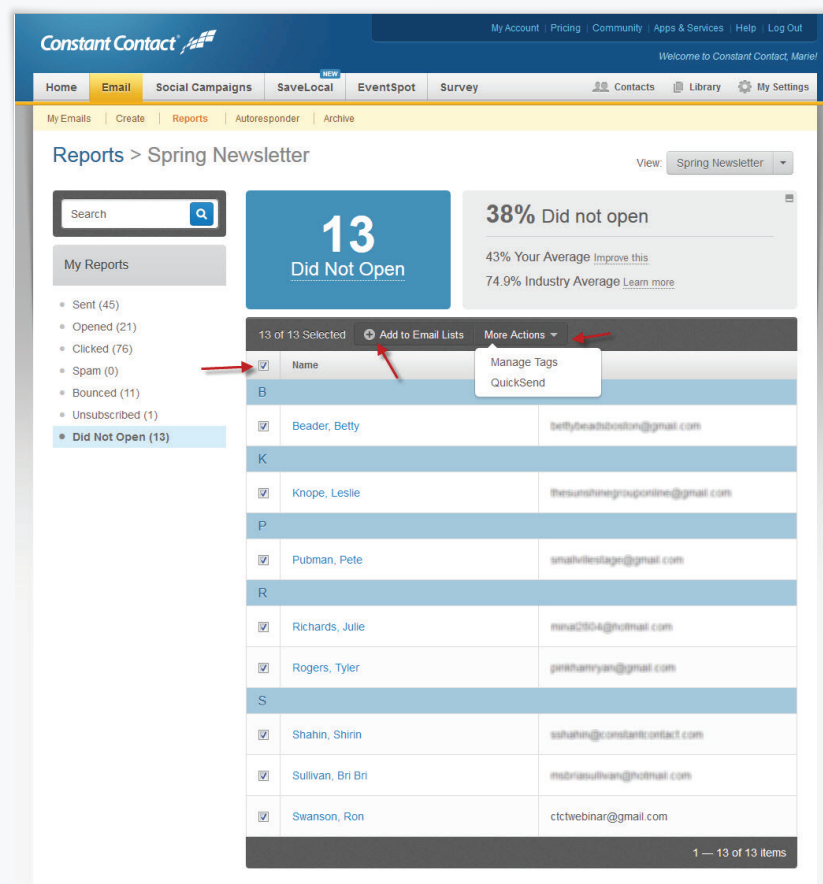 My Account | Pricing | Community | Apps & Services | Help | Log Out
Constant Contact
Welcome to Constant Contact, Marie!
NEW
Home Email Social Campaigns SaveLocal EventSpot Survey Contacts Library My Settings
My Emails | Create | Reports | Autoresponder | Archive
Reports > Spring Newsletter
View: Spring Newsletter
Search
My Reports
Sent (45)
Opened (21)
Clicked (76)
Spam (0)
Bounced (11)
Unsubscribed (1)
Did Not Open (13)
13
Did Not Open
38% Did not open
43% Your Average Improve this
74.9% Industry Average Learn more
13 of 13 Selected Add to Email Lists More Actions
Manage Tags
QuickSend
Name
B
Beader, Betty
K
Knope, Leslie
P
Pubman, Pete
R
Richards, Julie
Rogers, Tyler
S
Shahin, Shirin
Sullivan, Bri Bri
Swanson, Ron ctctwebinar@gmail.com
1 — 13 of 13 items